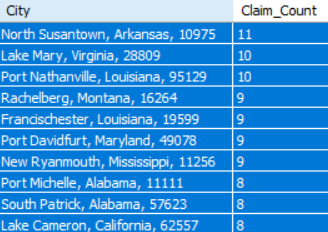 City Claim_Count
North Susantown, Arkansas, 10975 11
Lake Mary, Virginia, 28809 10
Port Nathanville, Louisiana, 95129 10
Rachelberg, Montana, 16264 9
Francischester, Louisiana, 19599 9
Port Davidfurt, Maryland, 49078 9
New Ryanmouth, Mississippi, 11256 9
Port Michelle, Alabama, 11111 8
South Patrick, Alabama, 57623 8
Lake Cameron, California, 62557 8